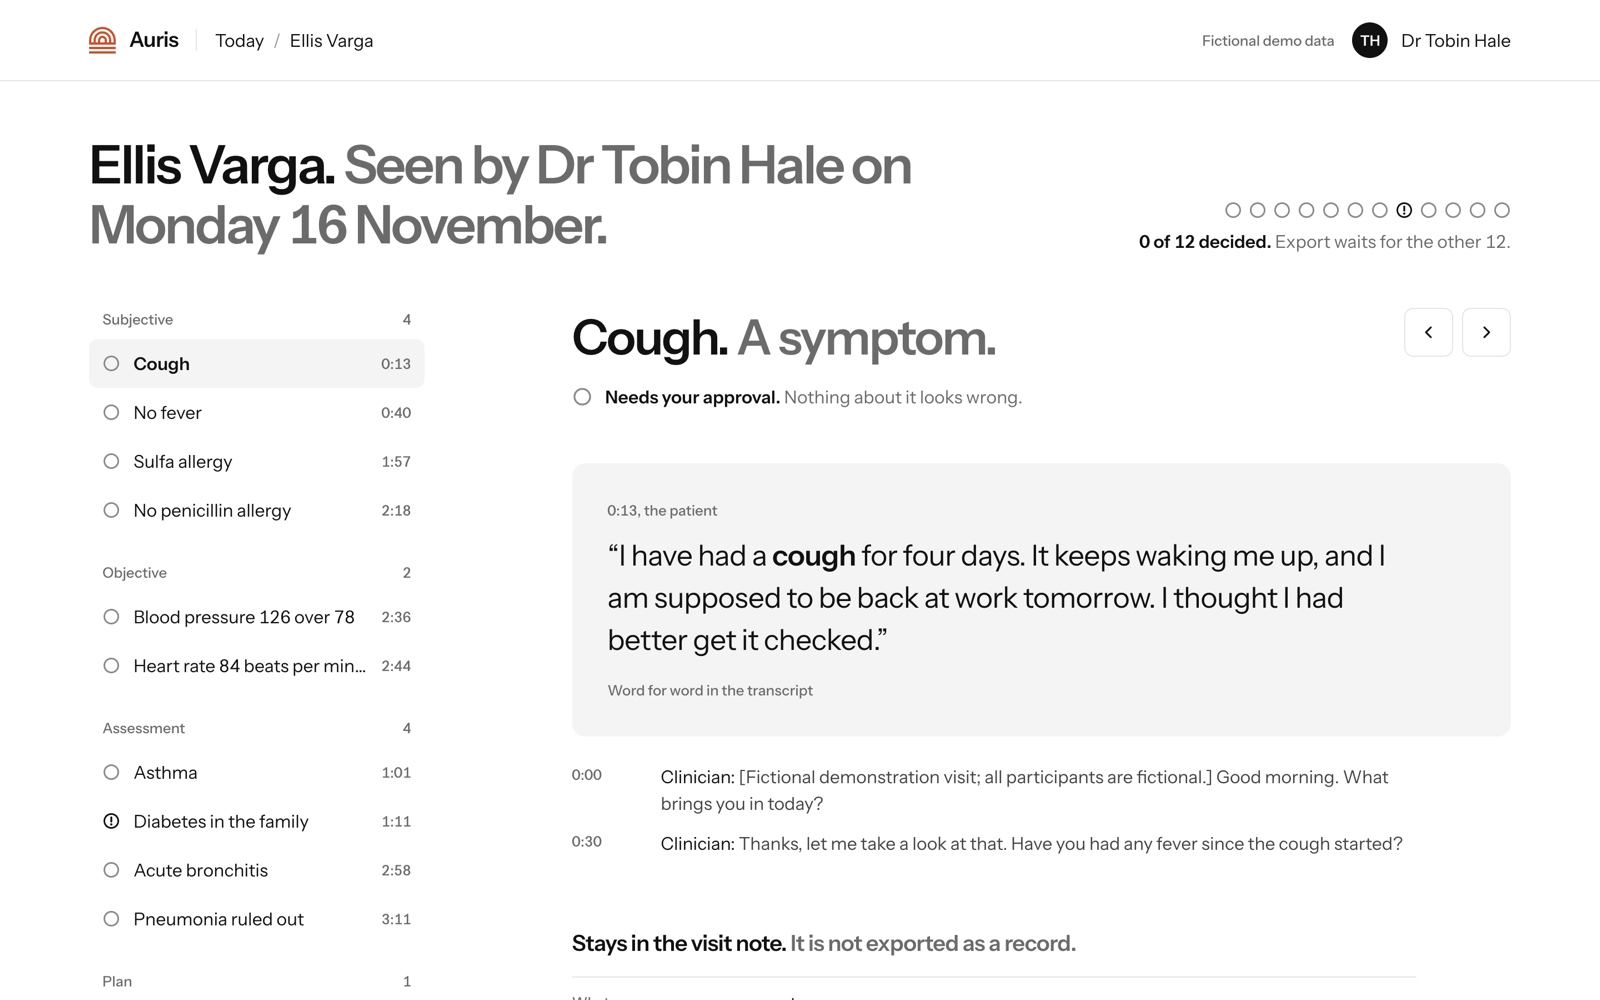 Auris
Today / Ellis Varga
Fictional demo data
TH
Dr Tobin Hale
Ellis Varga. Seen by Dr Tobin Hale on
Monday 16 November.
0 of 12 decided. Export waits for the other 12.
Subjective 4
Cough 0:13
No fever 0:40
Sulfa allergy 1:57
No penicillin allergy 2:18
Objective 2
Blood pressure 126 over 78 2:36
Heart rate 84 beats per min... 2:44
Assessment 4
Asthma 1:01
Diabetes in the family 1:11
Acute bronchitis 2:58
Pneumonia ruled out 3:11
Plan 1
Cough. A symptom.
Needs your approval. Nothing about it looks wrong.
0:13, the patient
“I have had a cough for four days. It keeps waking me up, and I
am supposed to be back at work tomorrow. I thought I had
better get it checked.”
Word for word in the transcript
0:00 Clinician: [Fictional demonstration visit; all participants are fictional.] Good morning. What
brings you in today?
0:30 Clinician: Thanks, let me take a look at that. Have you had any fever since the cough started?
Stays in the visit note. It is not exported as a record.